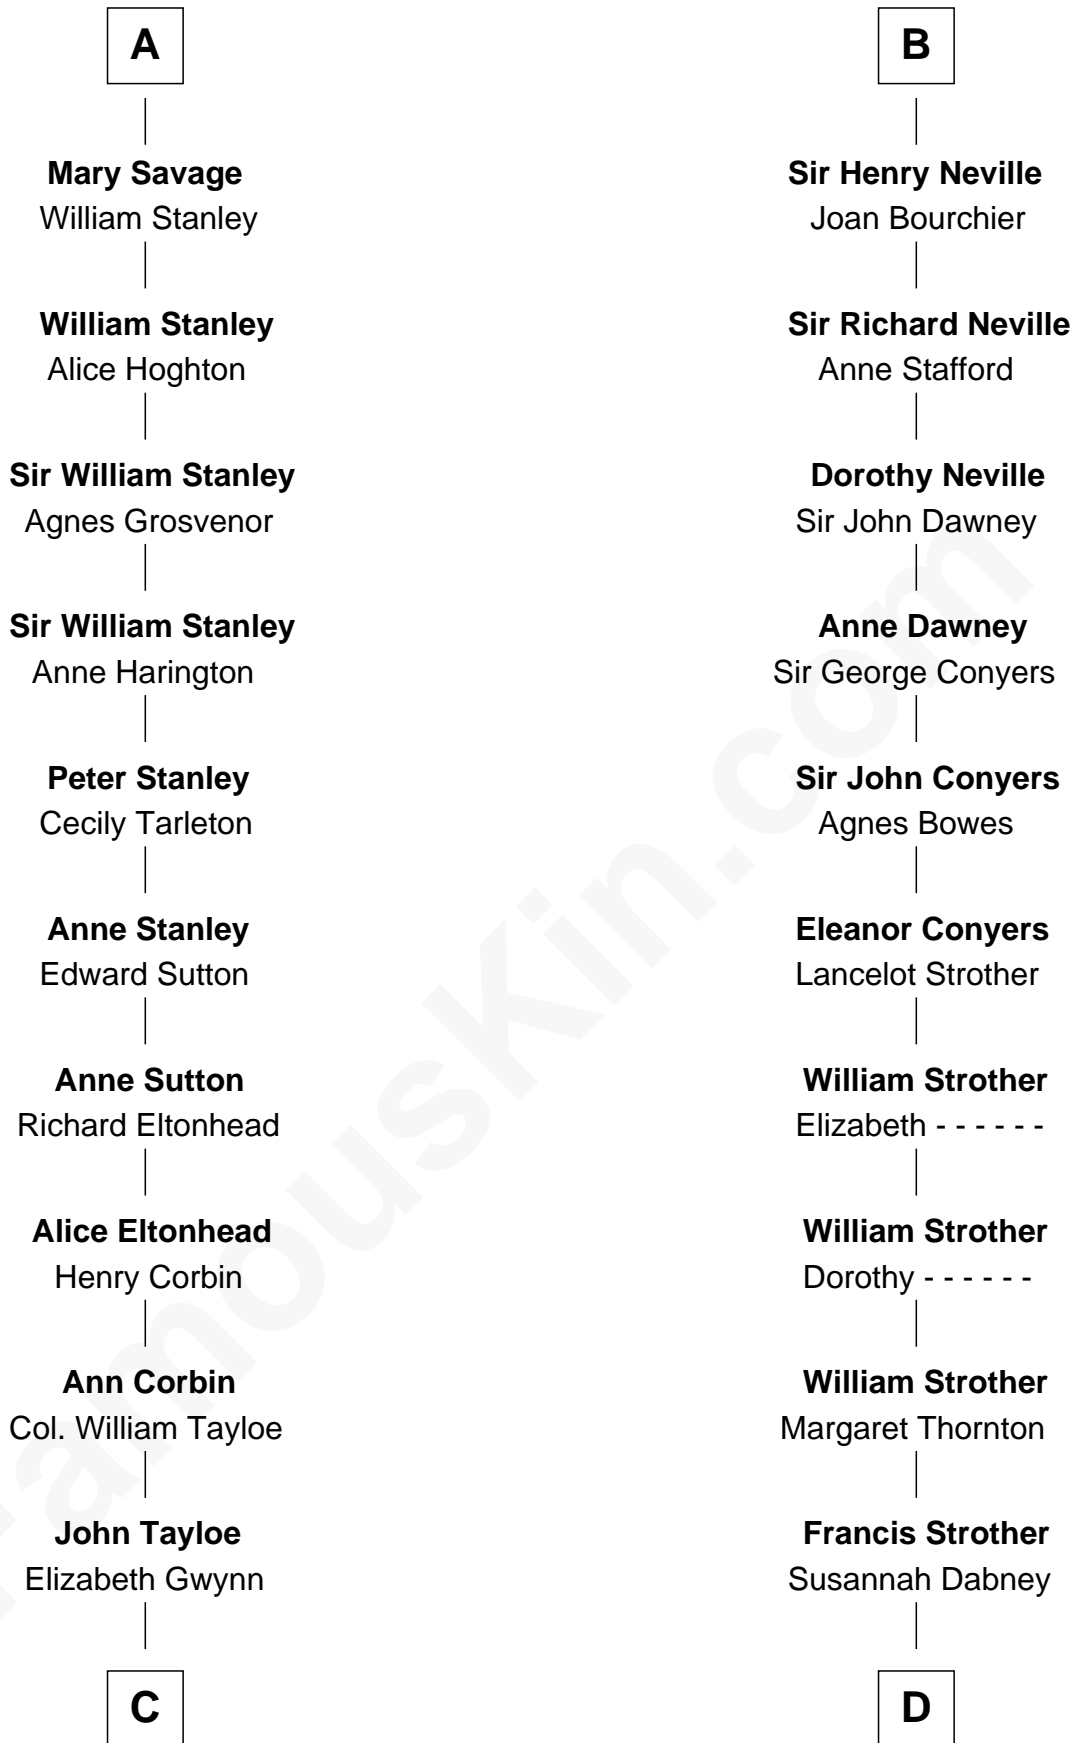 A
Mary Savage
William Stanley
William Stanley
Alice Hoghton
Sir William Stanley
Agnes Grosvenor
Sir William Stanley
Anne Harington
Peter Stanley
Cecily Tarleton
Anne Stanley
Edward Sutton
Anne Sutton
Richard Eltonhead
Alice Eltonhead
Henry Corbin
Ann Corbin
Col. William Tayloe
John Tayloe
Elizabeth Gwynn
C
B
Sir Henry Neville
Joan Bourchier
Sir Richard Neville
Anne Stafford
Dorothy Neville
Sir John Dawney
Anne Dawney
Sir George Conyers
Sir John Conyers
Agnes Bowes
Eleanor Conyers
Lancelot Strother
William Strother
Elizabeth - - - - - -
William Strother
Dorothy - - - - - -
William Strother
Margaret Thornton
Francis Strother
Susannah Dabney
D
FamousKin.com